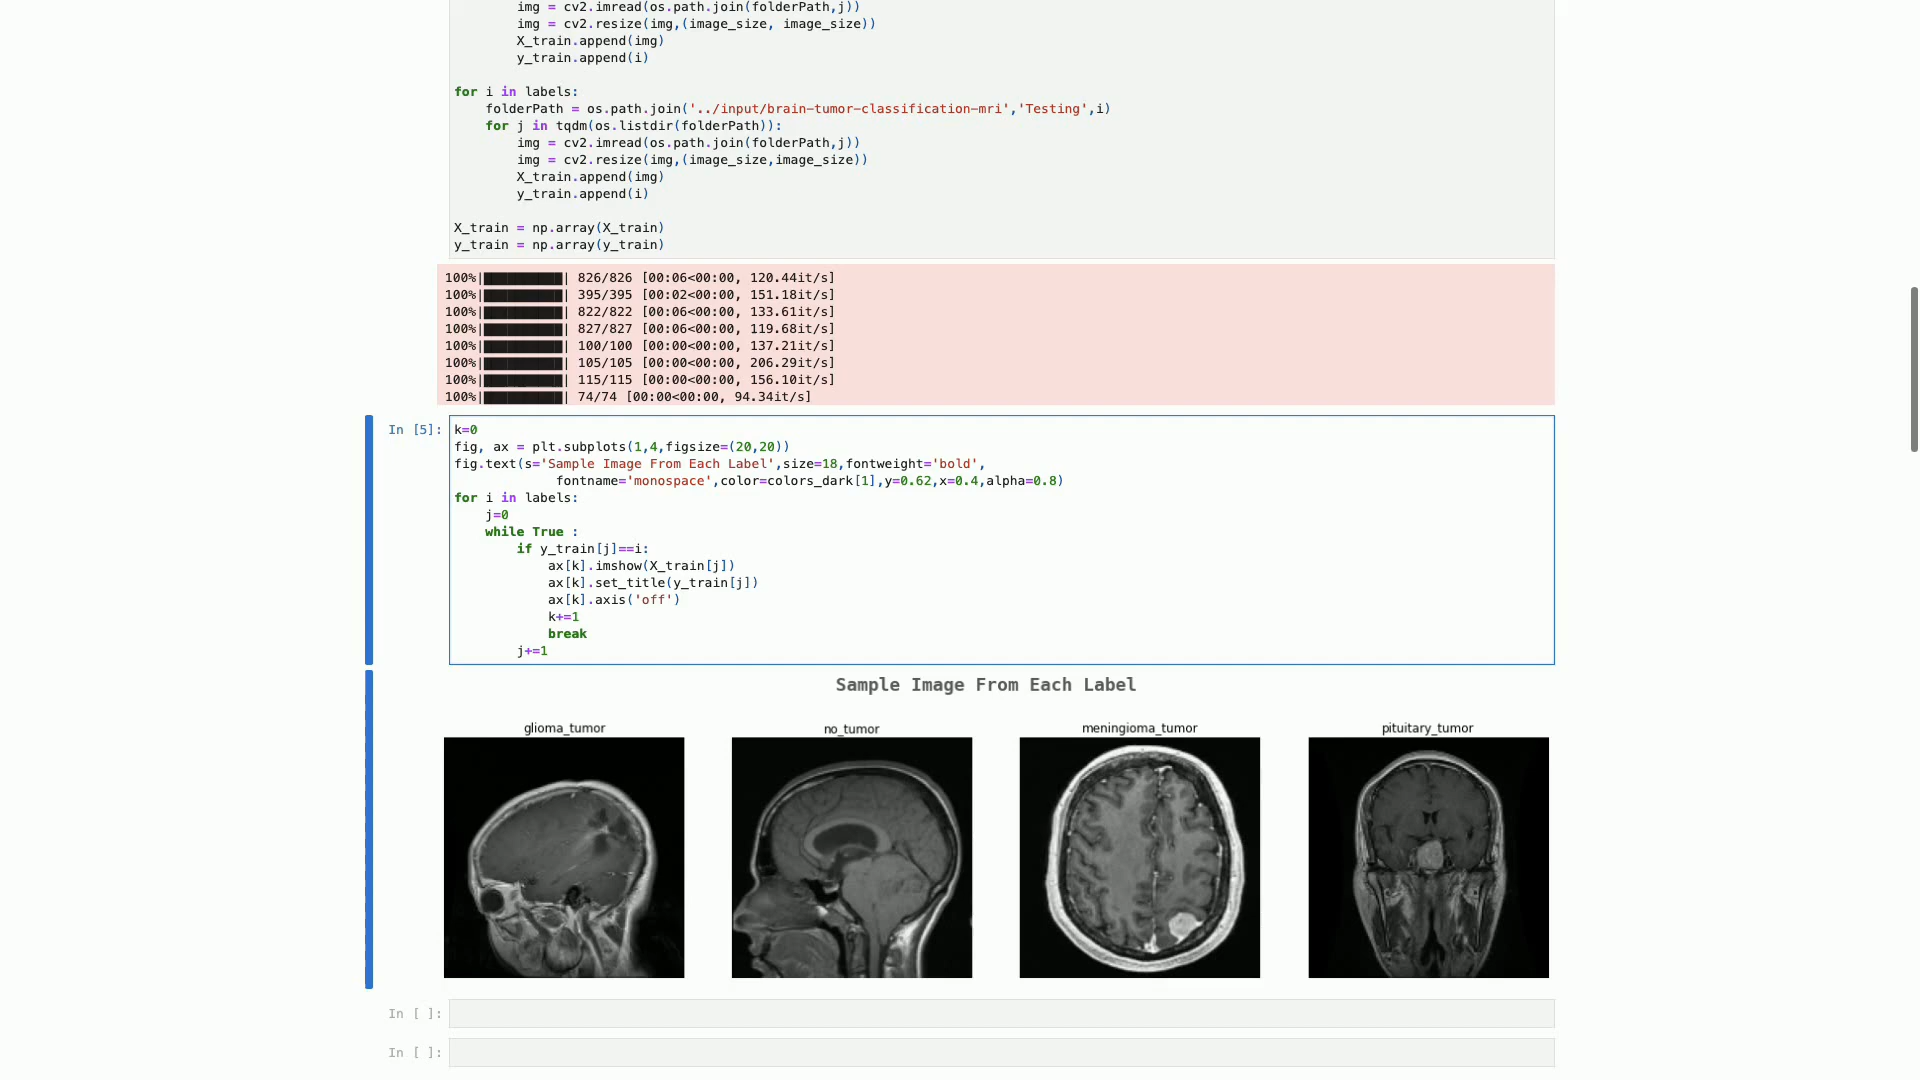 img = cv2.imread(os.path.join(folderPath,j))
        img = cv2.resize(img,(image_size, image_size))
        X_train.append(img)
        y_train.append(i)
for i in labels:
    folderPath = os.path.join('../input/brain-tumor-classification-mri','Testing',i)
    for j in tqdm(os.listdir(folderPath)):
        img = cv2.imread(os.path.join(folderPath,j))
        img = cv2.resize(img,(image_size,image_size))
        X_train.append(img)
        y_train.append(i)
X_train = np.array(X_train)
y_train = np.array(y_train)
100%|██████████| 826/826 [00:06<00:00, 120.44it/s]
100%|██████████| 395/395 [00:02<00:00, 151.18it/s]
100%|██████████| 822/822 [00:06<00:00, 133.61it/s]
100%|██████████| 827/827 [00:06<00:00, 119.68it/s]
100%|██████████| 100/100 [00:00<00:00, 137.21it/s]
100%|██████████| 105/105 [00:00<00:00, 206.29it/s]
100%|██████████| 115/115 [00:00<00:00, 156.10it/s]
100%|██████████| 74/74 [00:00<00:00, 94.34it/s]
In [5]: k=0
fig, ax = plt.subplots(1,4,figsize=(20,20))
fig.text(s='Sample Image From Each Label',size=18,fontweight='bold',
             fontname='monospace',color=colors_dark[1],y=0.62,x=0.4,alpha=0.8)
for i in labels:
    j=0
    while True :
        if y_train[j]==i:
            ax[k].imshow(X_train[j])
            ax[k].set_title(y_train[j])
            ax[k].axis('off')
            k+=1
            break
        j+=1
Sample Image From Each Label
glioma_tumor no_tumor meningioma_tumor pituitary_tumor
In [ ]:
In [ ]: